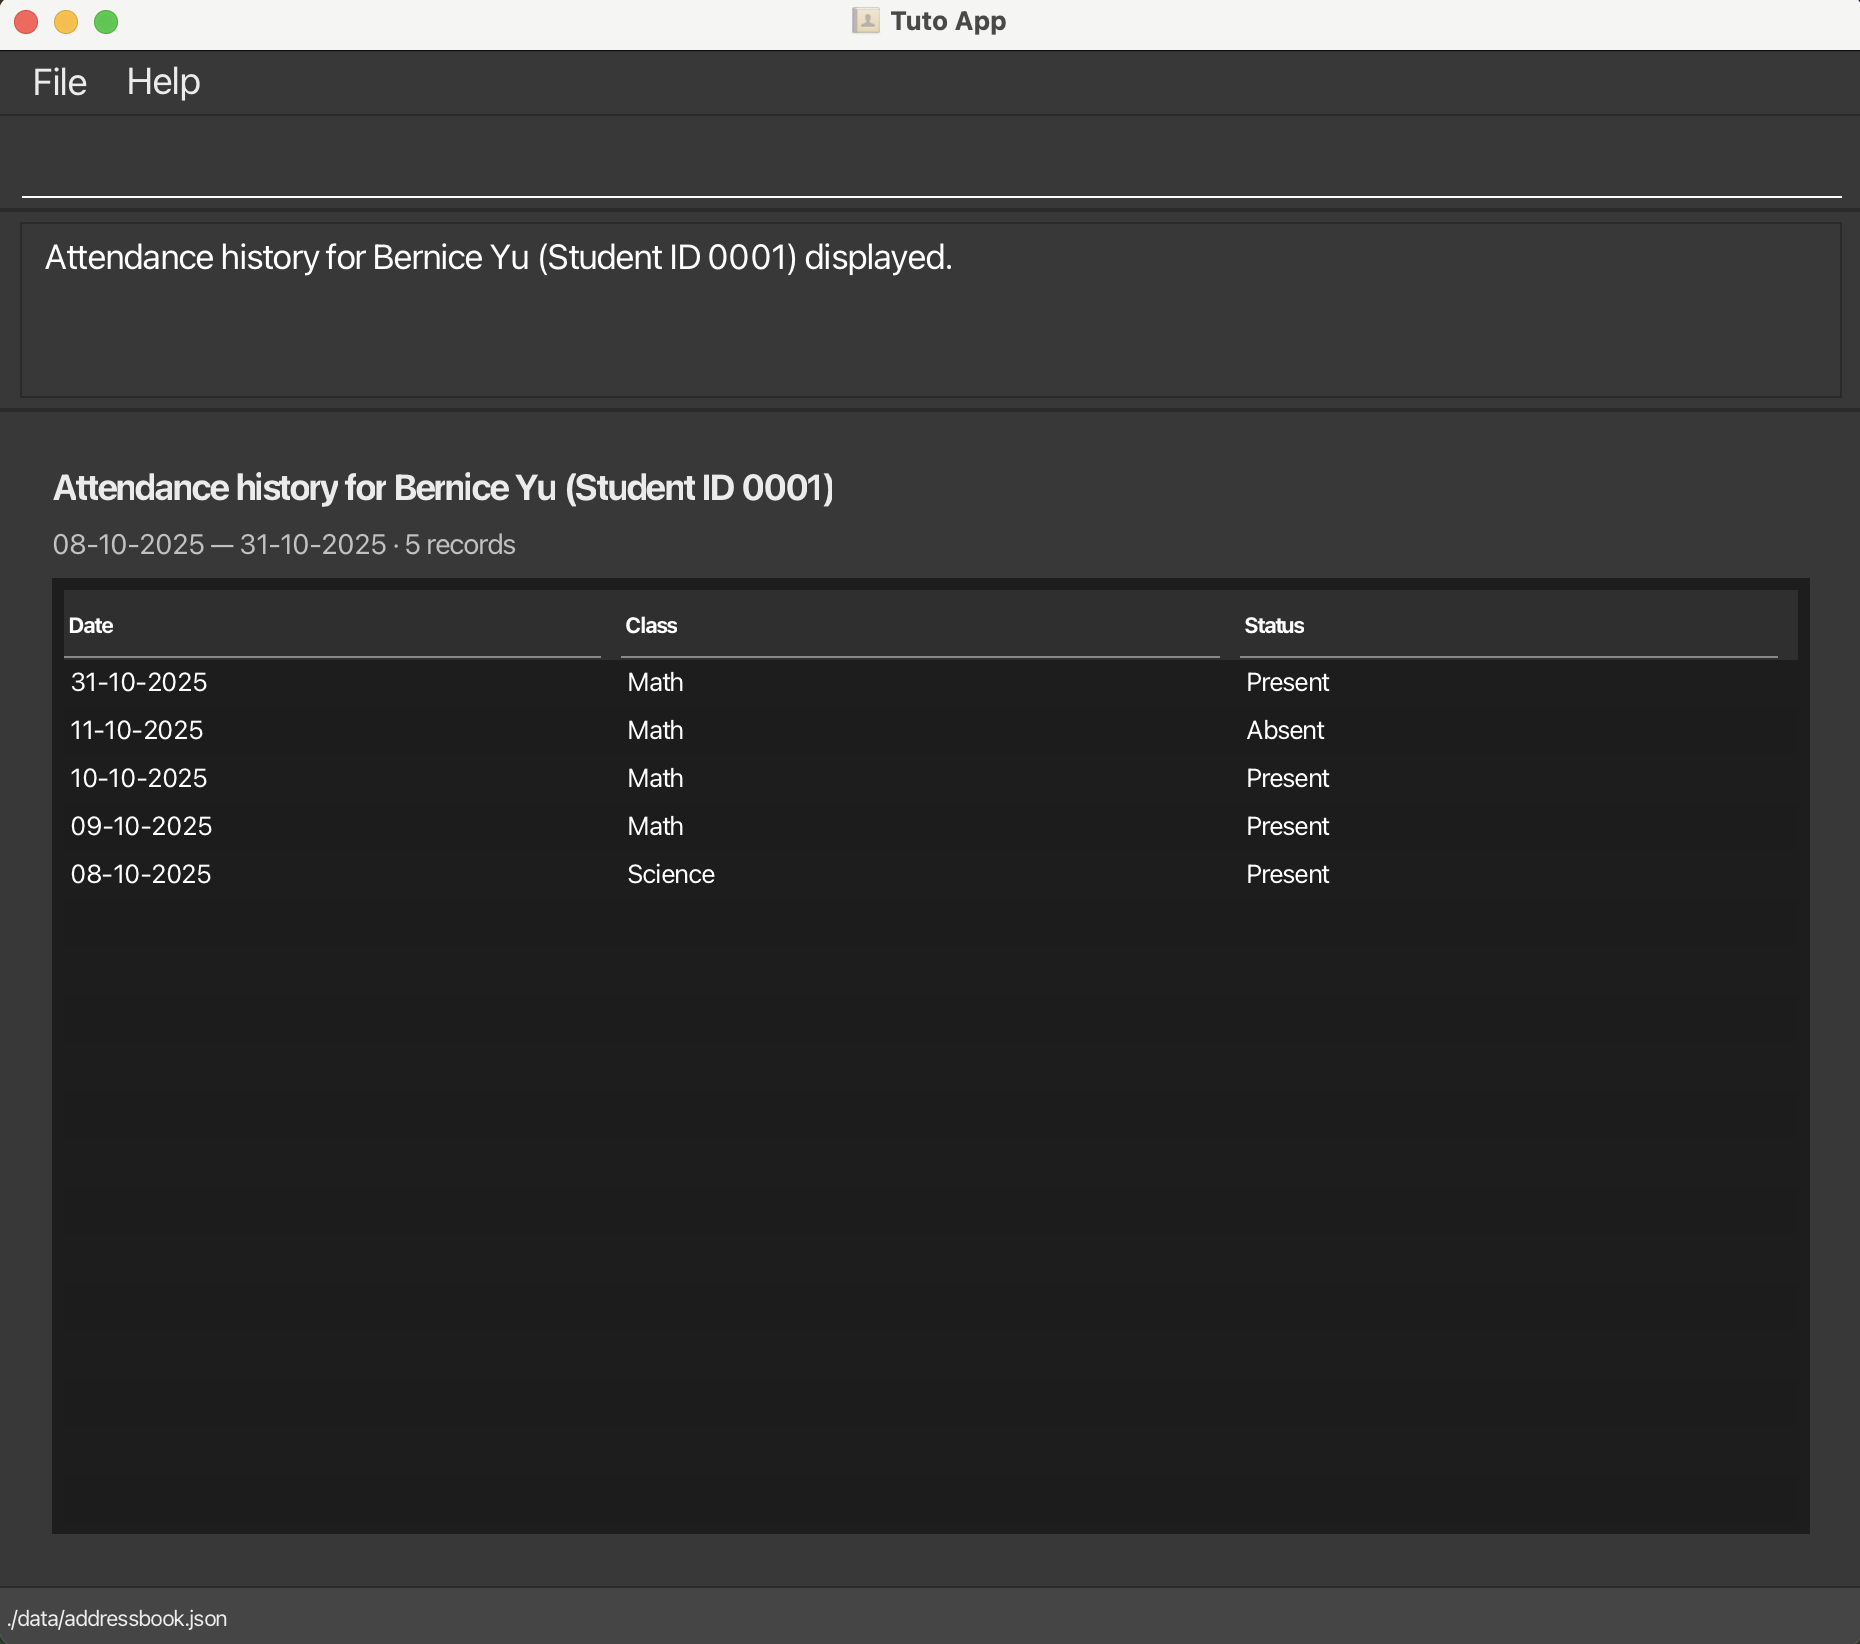 Tuto App
File Help
Attendance history for Bernice Yu (Student ID 0001) displayed.
Attendance history for Bernice Yu (Student ID 0001)
08-10-2025 — 31-10-2025 · 5 records
Date Class Status
31-10-2025 Math Present
11-10-2025 Math Absent
10-10-2025 Math Present
09-10-2025 Math Present
08-10-2025 Science Present
./data/addressbook.json